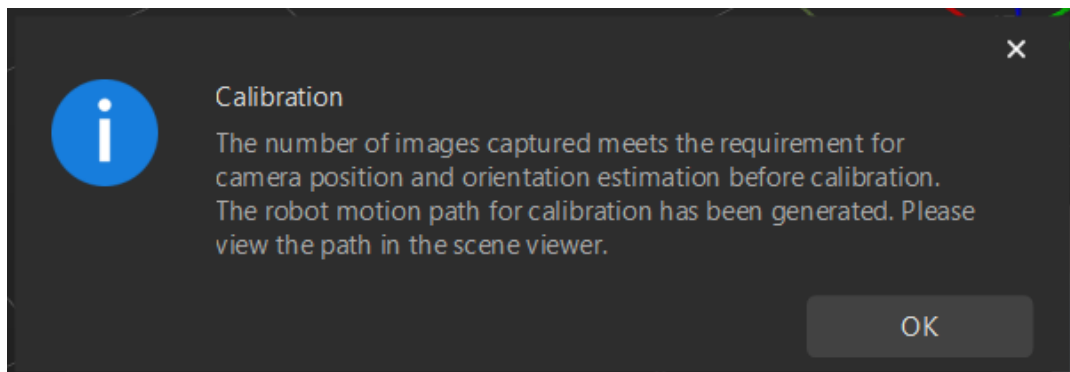 Calibration
The number of images captured meets the requirement for
camera position and orientation estimation before calibration.
The robot motion path for calibration has been generated. Please
view the path in the scene viewer.
OK